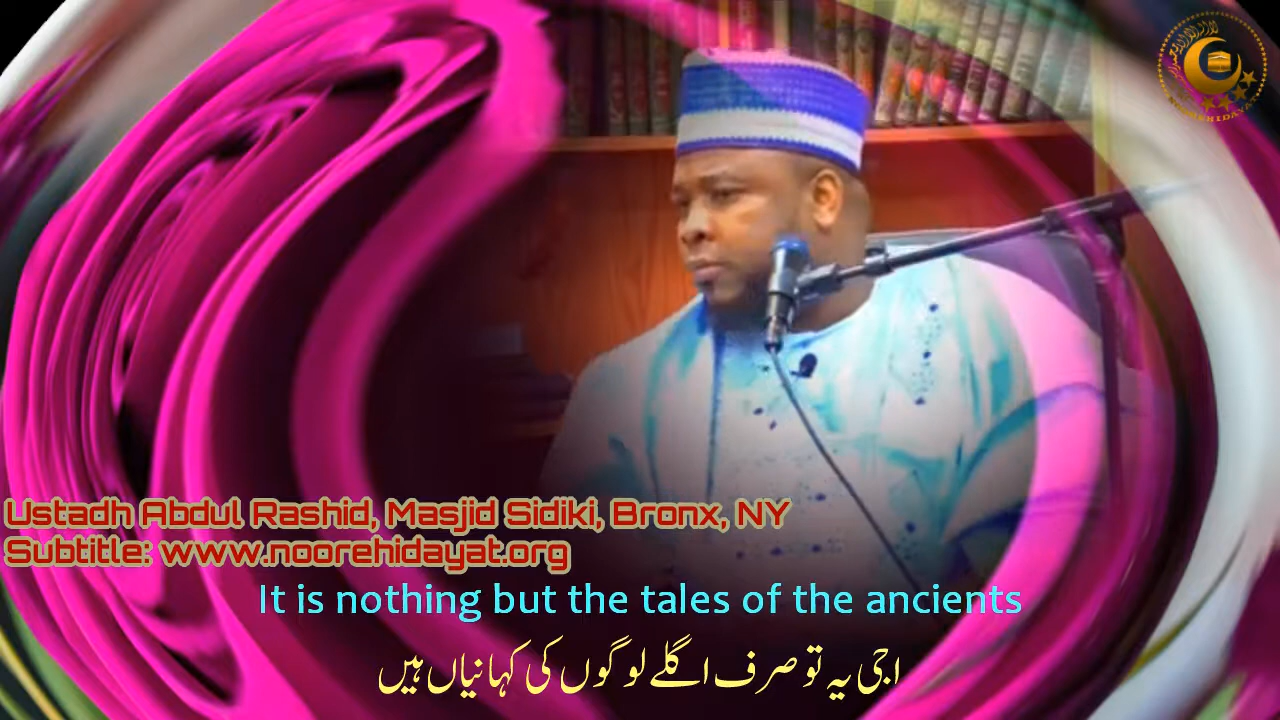 Ustadh Abdul Rashid, Masjid Sidiki, Bronx, NY
Subtitle: www.noorehidayat.org
It is nothing but the tales of the ancients
اجی یہ تو صرف اگلے لوگوں کی کہانیاں ہیں